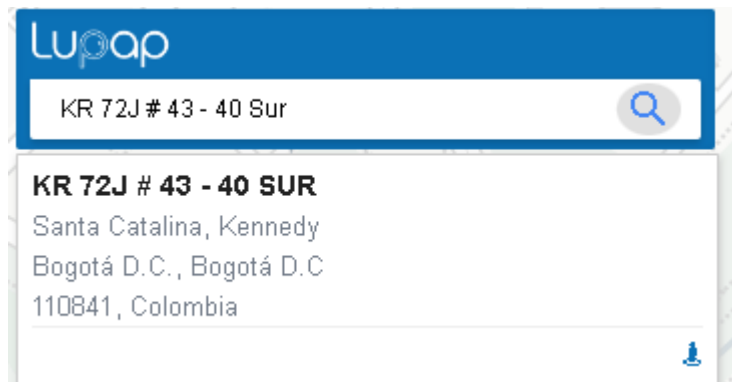 Lupap
KR 72J # 43 - 40 Sur
KR 72J # 43 - 40 SUR
Santa Catalina, Kennedy
Bogotá D.C., Bogotá D.C
110841, Colombia